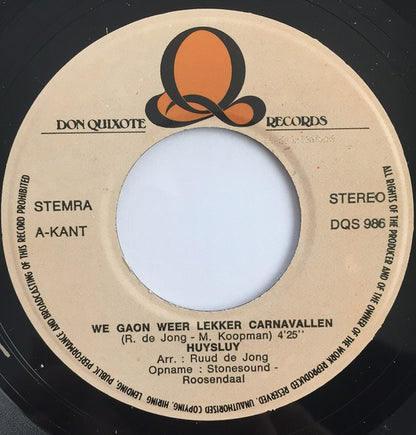 DON QUIXOTE RECORDS
STEMRA STEREO
A-KANT DQS 986
WE GAON WEER LEKKER CARNAVALLEN
(R. de Jong - M. Koopman) 4'25''
HUYSLUY
Arr. : Ruud de Jong
Opname : Stonesound -
Roosendaal
ALL RIGHTS OF THE PRODUCER AND OF THE OWNER OF THE WORK REPRODUCED RESERVED. UNAUTHORISED COPYING, HIRING, LENDING, PUBLIC PERFORMANCE AND BROADCASTING OF THIS RECORD PROHIBITED